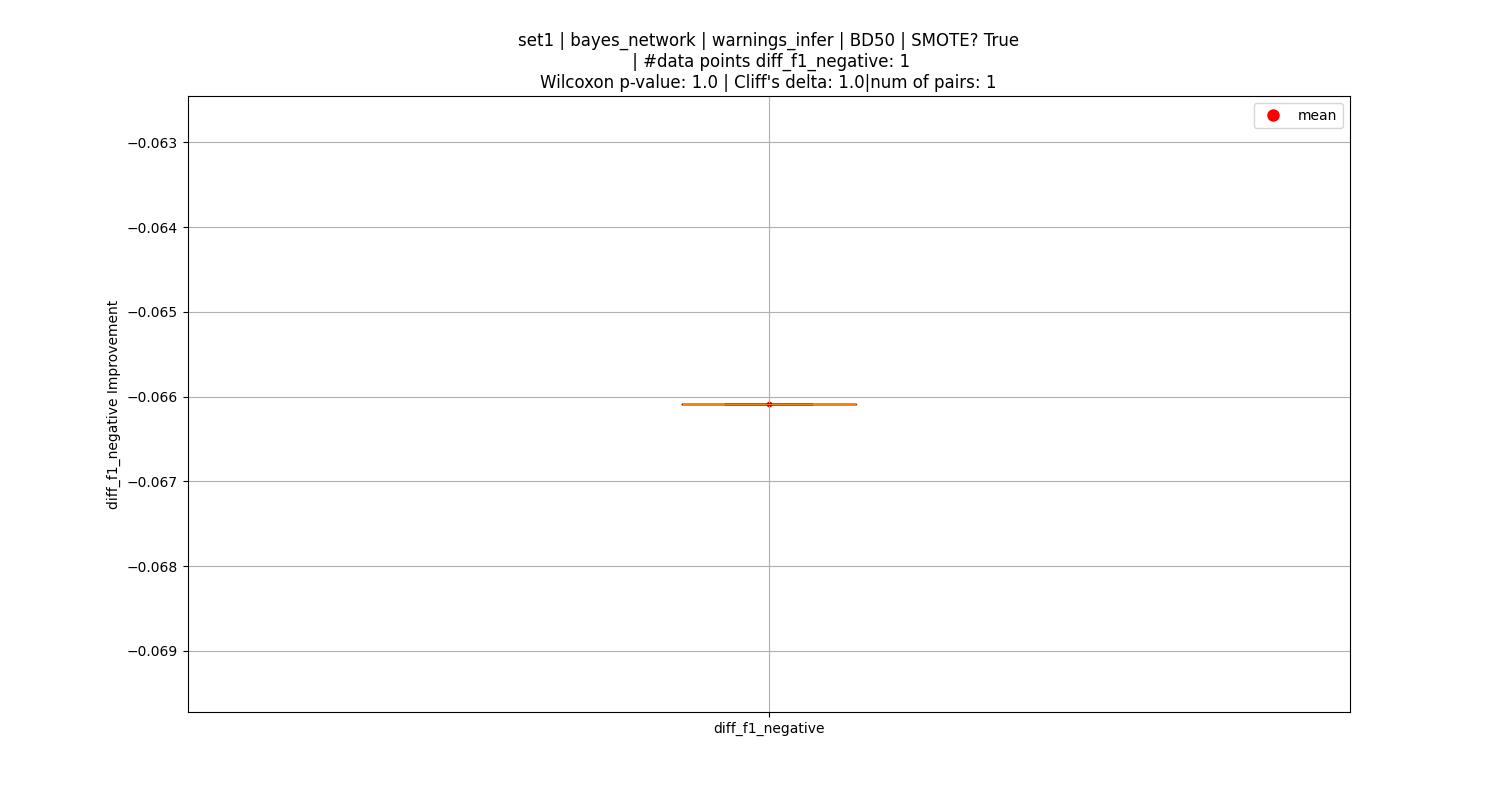 set1 | bayes_network | warnings_infer | BD50 | SMOTE? True
| #data points diff_f1_negative: 1
Wilcoxon p-value: 1.0 | Cliff's delta: 1.0|num of pairs: 1
mean
−0.063
−0.064
−0.065
−0.066
−0.067
−0.068
−0.069
diff_f1_negative Improvement
diff_f1_negative